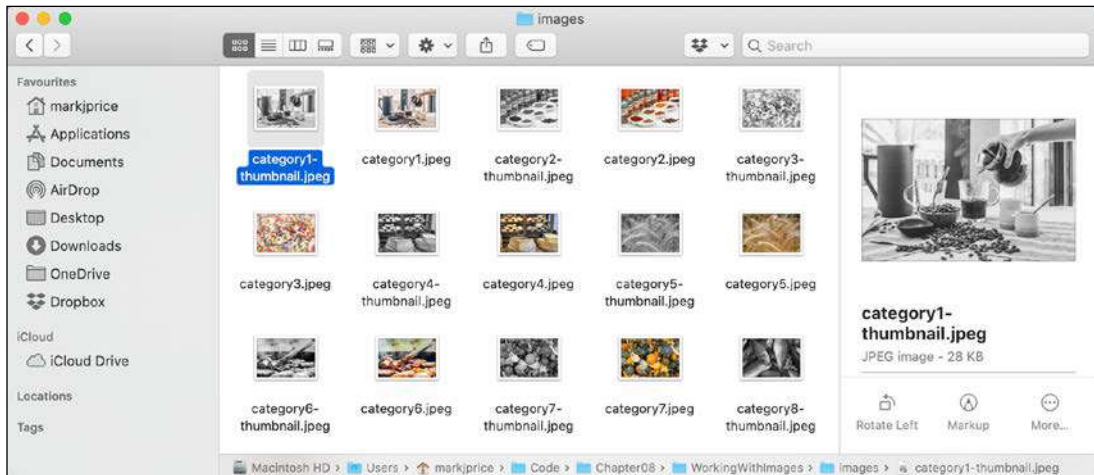 images
Search
Favourites
markjprice
Applications
Documents
AirDrop
Desktop
Downloads
OneDrive
Dropbox
iCloud
iCloud Drive
Locations
Tags
category1-
thumbnail.jpeg
category1.jpeg
category2-
thumbnail.jpeg
category2.jpeg
category3-
thumbnail.jpeg
category3.jpeg
category4-
thumbnail.jpeg
category4.jpeg
category5-
thumbnail.jpeg
category5.jpeg
category6-
thumbnail.jpeg
category6.jpeg
category7-
thumbnail.jpeg
category7.jpeg
category8-
thumbnail.jpeg
category1-
thumbnail.jpeg
JPEG image - 28 KB
Rotate Left Markup More...
Macintosh HD › Users › markjprice › Code › Chapter08 › WorkingWithImages › images › category1-thumbnail.jpeg